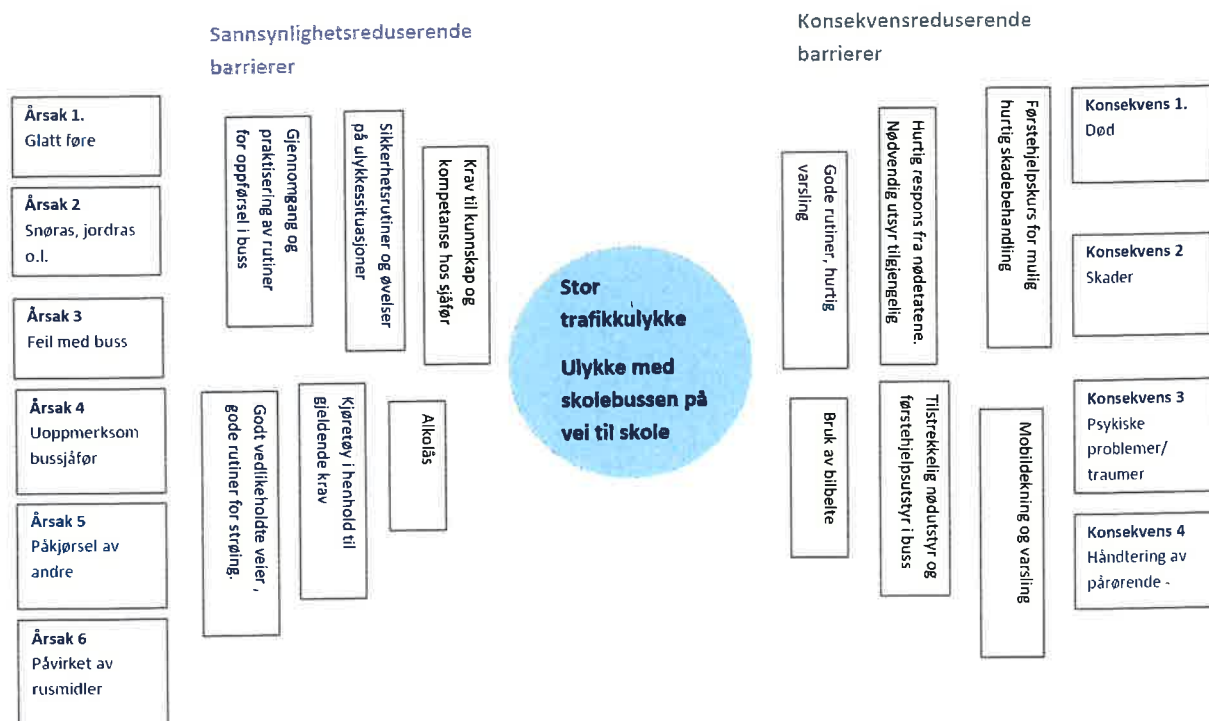 Sannsynlighetsreduserende
barrierer
Konsekvensreduserende
barrierer
Årsak 1.
Glatt føre
Årsak 2
Snøras, jordras
o.l.
Årsak 3
Feil med buss
Årsak 4
Uoppmerksom
bussjåfør
Årsak 5
Påkjørsel av
andre
Årsak 6
Påvirket av
rusmidler
Gjennomgang og
praktisering av rutiner
for oppførsel i buss
Sikkerhetsrutiner og øvelser
på ulykkessituasjoner
Krav til kunnskap og
kompetanse hos sjåfør
Godt vedlikeholdte veier ,
gode rutiner for strøing.
Kjøretøy i henhold til
gjeldende krav
Alkolås
Stor
trafikkulykke
Ulykke med
skolebussen på
vei til skole
Gode rutiner, hurtig
varsling
Hurtig respons fra nødetatene.
Nødvendig utstyr tilgjengelig
Førstehjelpskurs for mulig
hurtig skadebehandling
Bruk av bilbelte
Tilstrekkelig nødutstyr og
førstehjelpsutstyr i buss
Mobildekning og varsling
Konsekvens 1.
Død
Konsekvens 2
Skader
Konsekvens 3
Psykiske
problemer/
traumer
Konsekvens 4
Håndtering av
pårørende -